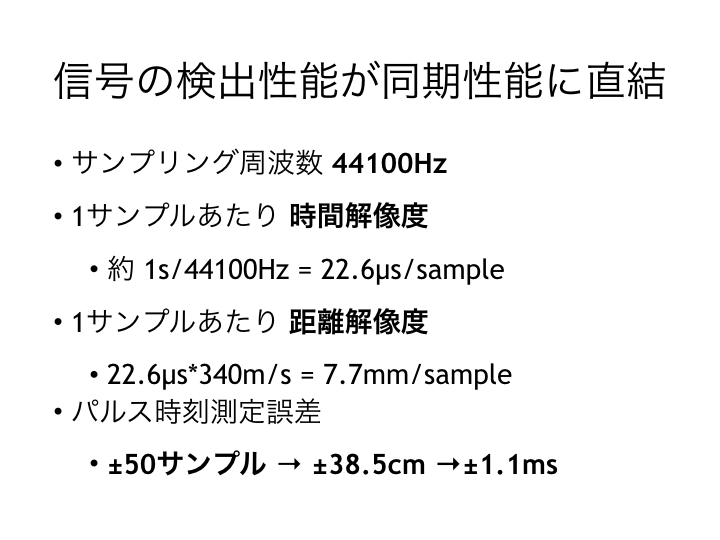 信号の検出性能が同期性能に直結
• サンプリング周波数 44100Hz
• 1サンプルあたり 時間解像度
• 約 1s/44100Hz = 22.6μs/sample
• 1サンプルあたり 距離解像度
• 22.6μs*340m/s = 7.7mm/sample
• パルス時刻測定誤差
• ±50サンプル → ±38.5cm →±1.1ms